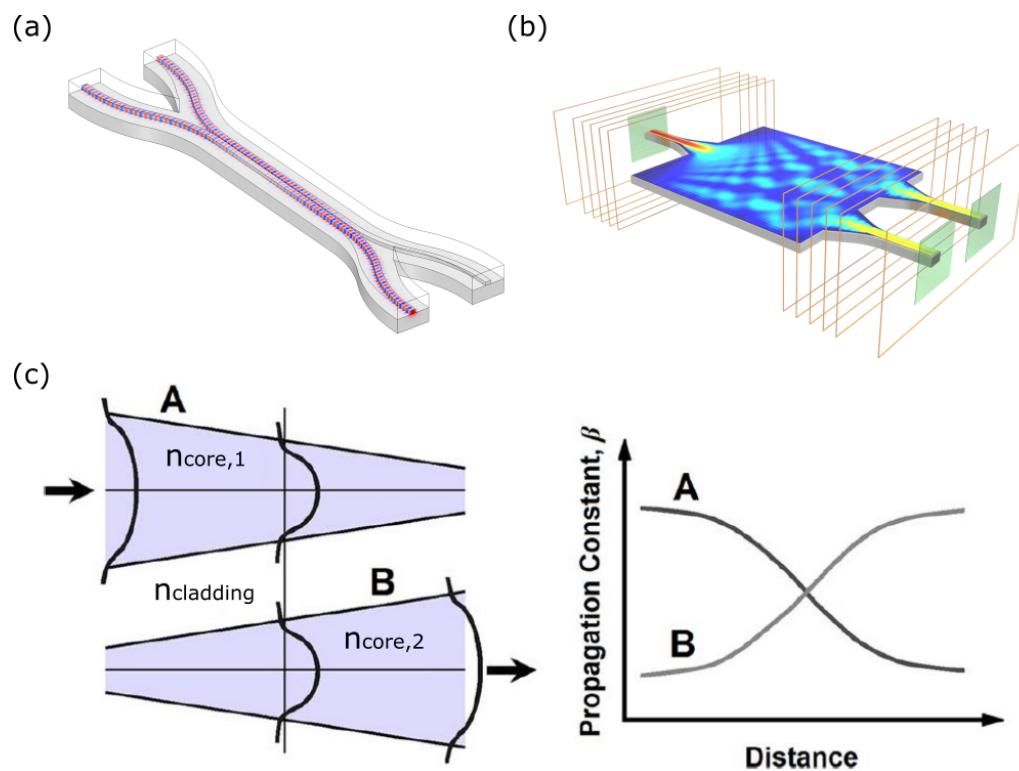 (a)
(b)
(c)
A
ncore,1
ncladding
B
ncore,2
Propagation Constant, β
A
B
Distance